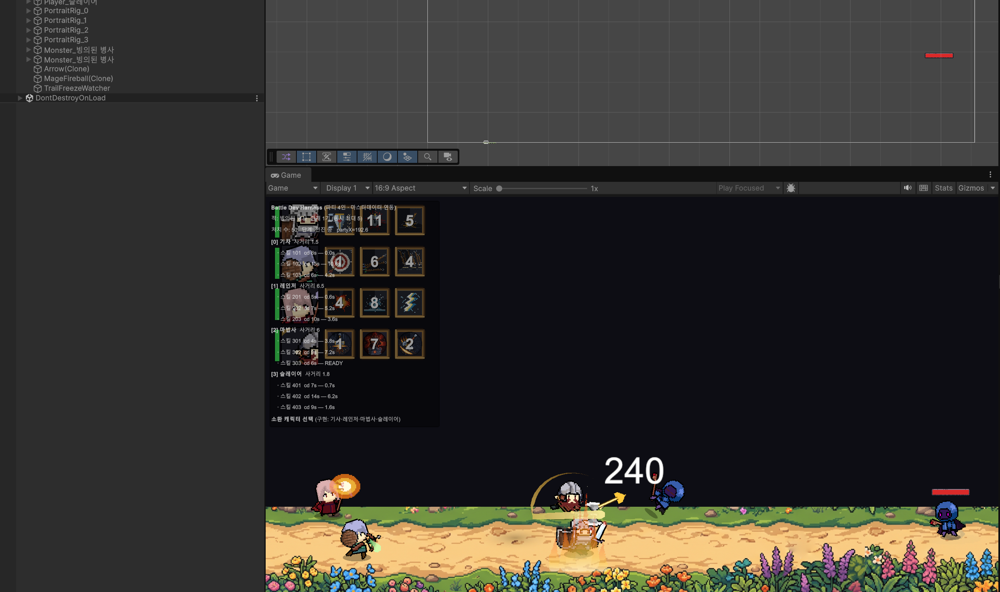 Player_슬레이어
PortraitRig_0
PortraitRig_1
PortraitRig_2
PortraitRig_3
Monster_빙의된 병사
Monster_빙의된 병사
Arrow(Clone)
MageFireball(Clone)
TrailFreezeWatcher
DontDestroyOnLoad
Game
Game
Display 1
16:9 Aspect
Scale
1x
Play Focused
Stats
Gizmos
Battle Dev Harness (파티 4인 · 마스터데이터 연동)
적: 빙의된 병사 현재 1기 (동시 최대 5)
11
5
처치 수: 50 단계: 전진 중 partyX=192.6
[0] 기사 사거리 1.5
· 스킬 101 cd 8s — 0.0s
· 스킬 102 cd 15s — 10.6s
1
6
4
· 스킬 103 cd 6s — 4.2s
[1] 레인저 사거리 6.5
· 스킬 201 cd 5s — 0.6s
4
8
· 스킬 202 cd 7s — 5.2s
· 스킬 203 cd 10s — 3.6s
[2] 마법사 사거리 6
· 스킬 301 cd 4s — 3.8s
1
7
2
· 스킬 302 cd 9s — 7.2s
· 스킬 303 cd 6s — READY
[3] 슬레이어 사거리 1.8
· 스킬 401 cd 7s — 0.7s
· 스킬 402 cd 14s — 6.2s
· 스킬 403 cd 9s — 1.6s
소환 캐릭터 선택 (구현: 기사·레인저·마법사·슬레이어)
240